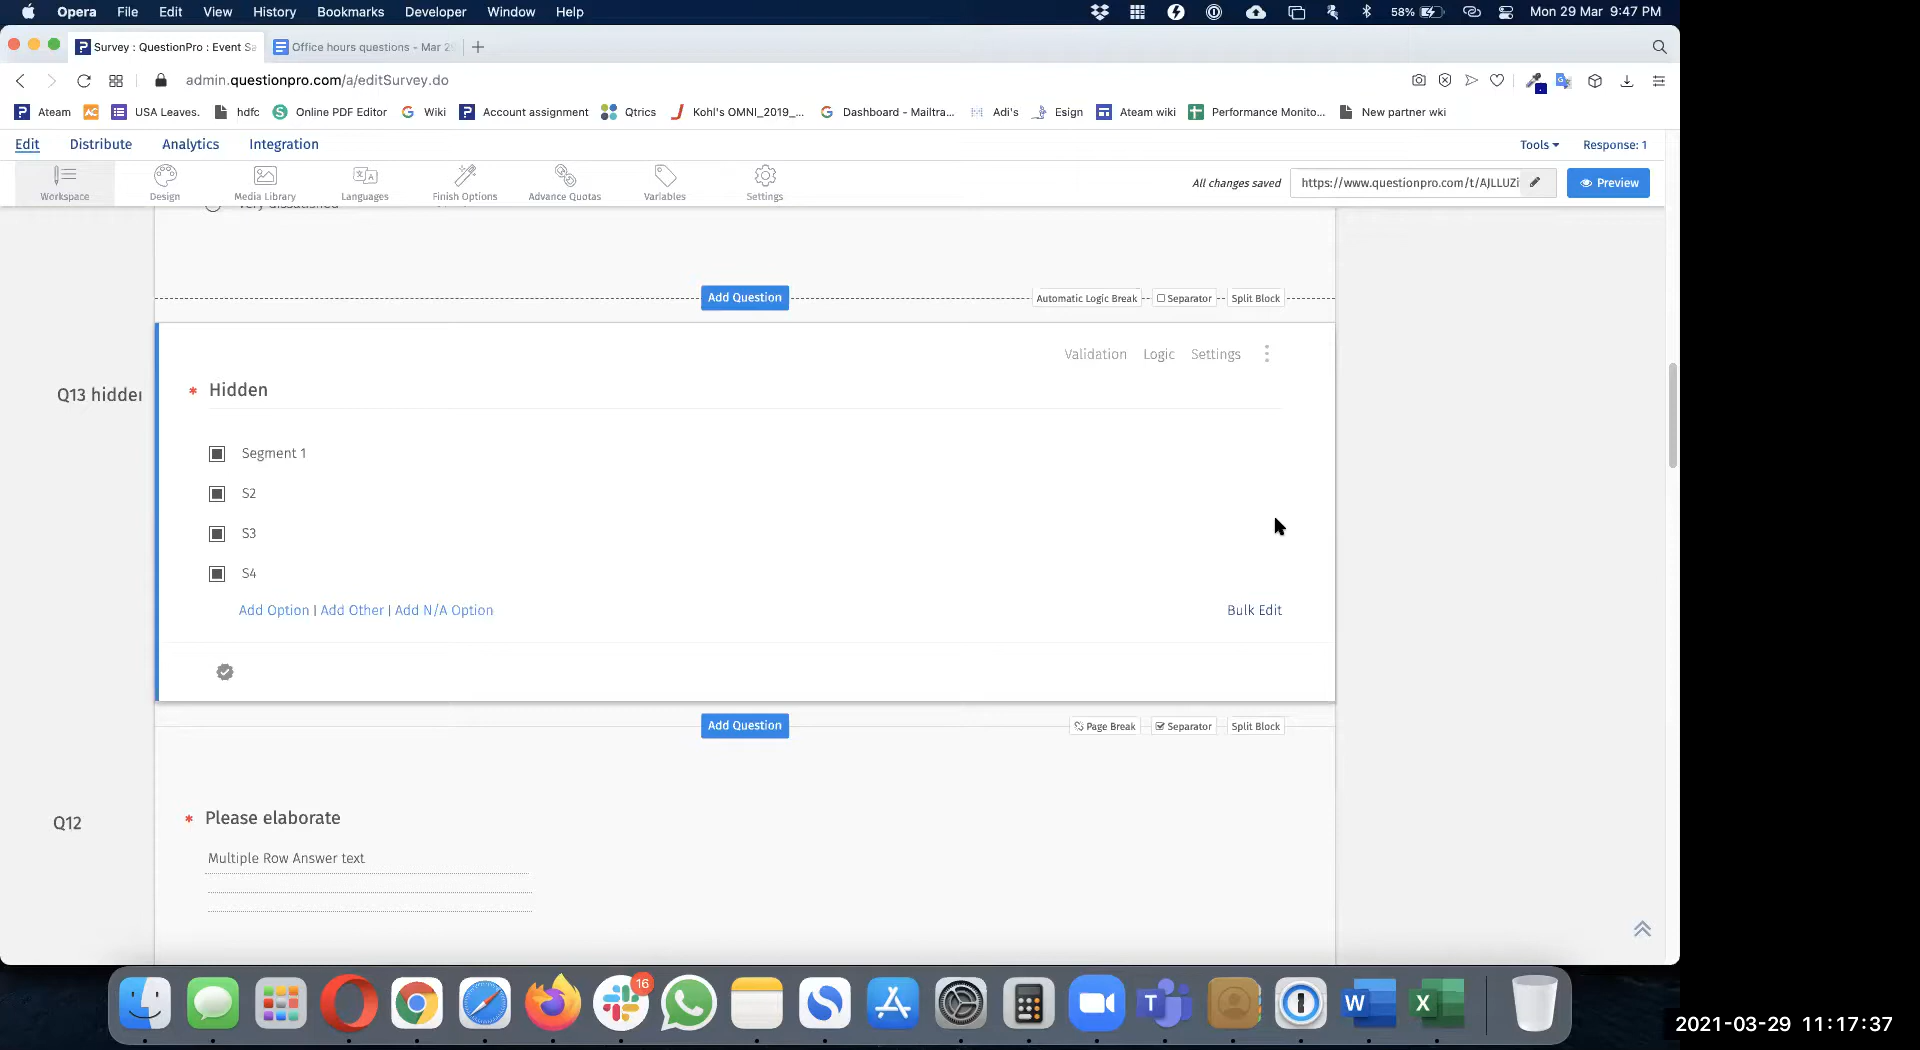 Opera File Edit View History Bookmarks Developer Window Help 58% Mon 29 Mar 9:47 PM
Survey : QuestionPro : Event Sa Office hours questions - Mar 2
admin.questionpro.com/a/editSurvey.do
Ateam USA Leaves. hdfc Online PDF Editor Wiki Account assignment Qtrics Kohl's OMNI_2019_... Dashboard - Mailtra... Adi's Esign Ateam wiki Performance Monito... New partner wki
Edit Distribute Analytics Integration Tools Response: 1
Workspace Design Media Library Languages Finish Options Advance Quotas Variables Settings
All changes saved https://www.questionpro.com/t/AJLLUZi Preview
Very dissatisfied
Add Question Automatic Logic Break Separator Split Block
Validation Logic Settings
Q13 hidden * Hidden
Segment 1
S2
S3
S4
Add Option | Add Other | Add N/A Option Bulk Edit
Add Question Page Break Separator Split Block
Q12 * Please elaborate
Multiple Row Answer text
16
2021-03-29 11:17:37